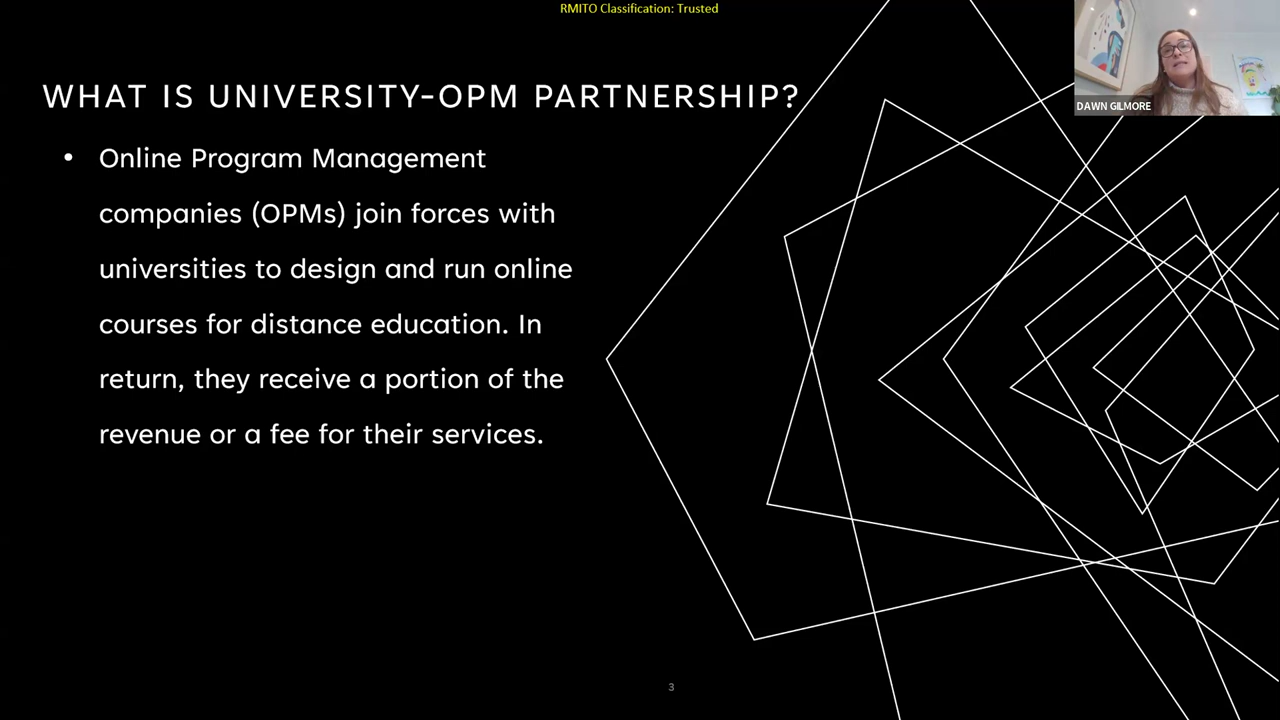 RMITO Classification: Trusted
DAWN GILMORE
WHAT IS UNIVERSITY-OPM PARTNERSHIP?
• Online Program Management
companies (OPMs) join forces with
universities to design and run online
courses for distance education. In
return, they receive a portion of the
revenue or a fee for their services.
3